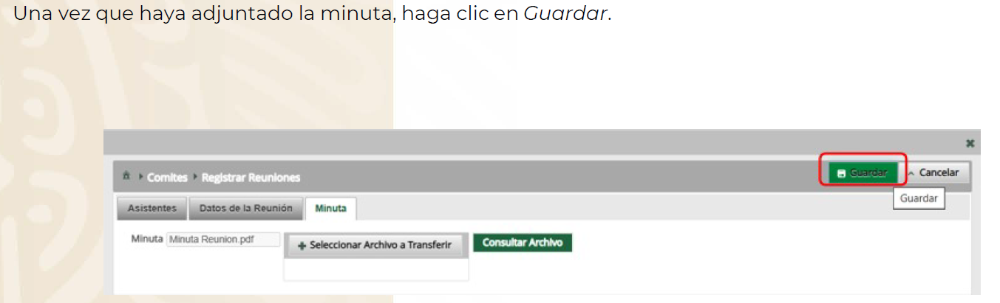 Una vez que haya adjuntado la minuta, haga clic en Guardar.
Comites Registrar Reuniones
Guardar Cancelar
Guardar
Asistentes Datos de la Reunión Minuta
Minuta Minuta Reunion.pdf + Seleccionar Archivo a Transferir Consultar Archivo